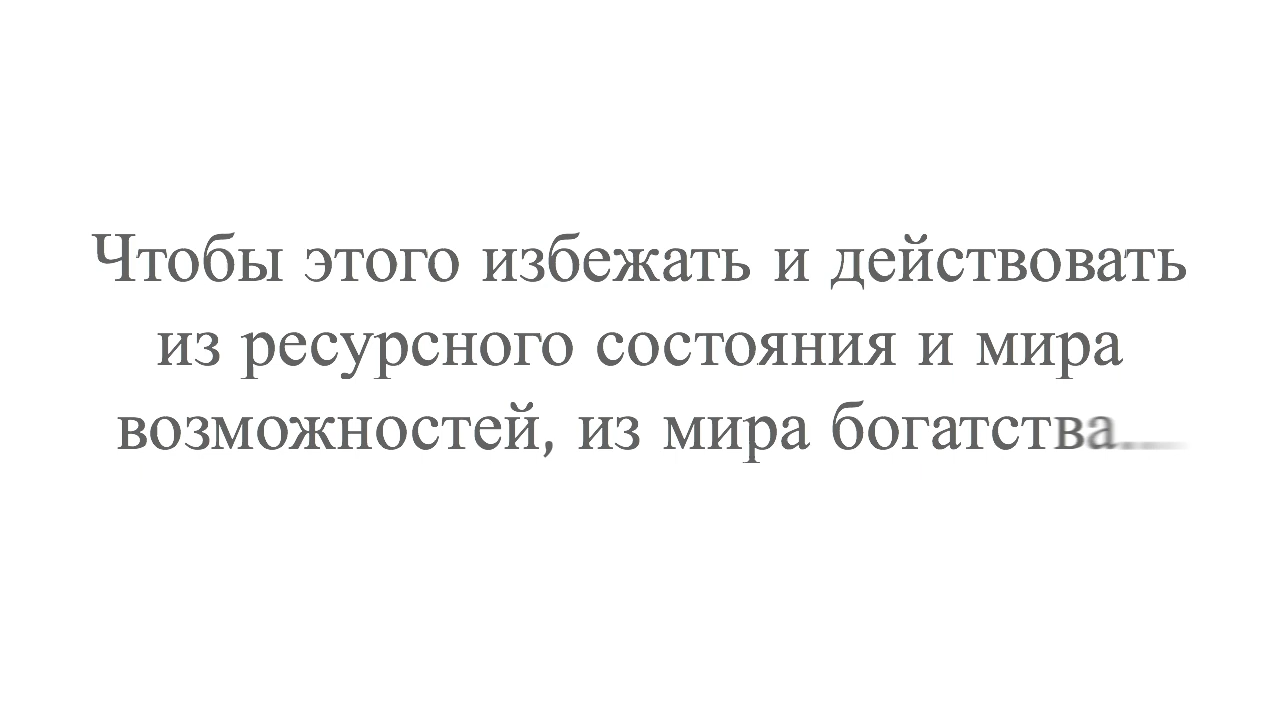 Чтобы этого избежать и действовать
из ресурсного состояния и мира
возможностей, из мира богатства...